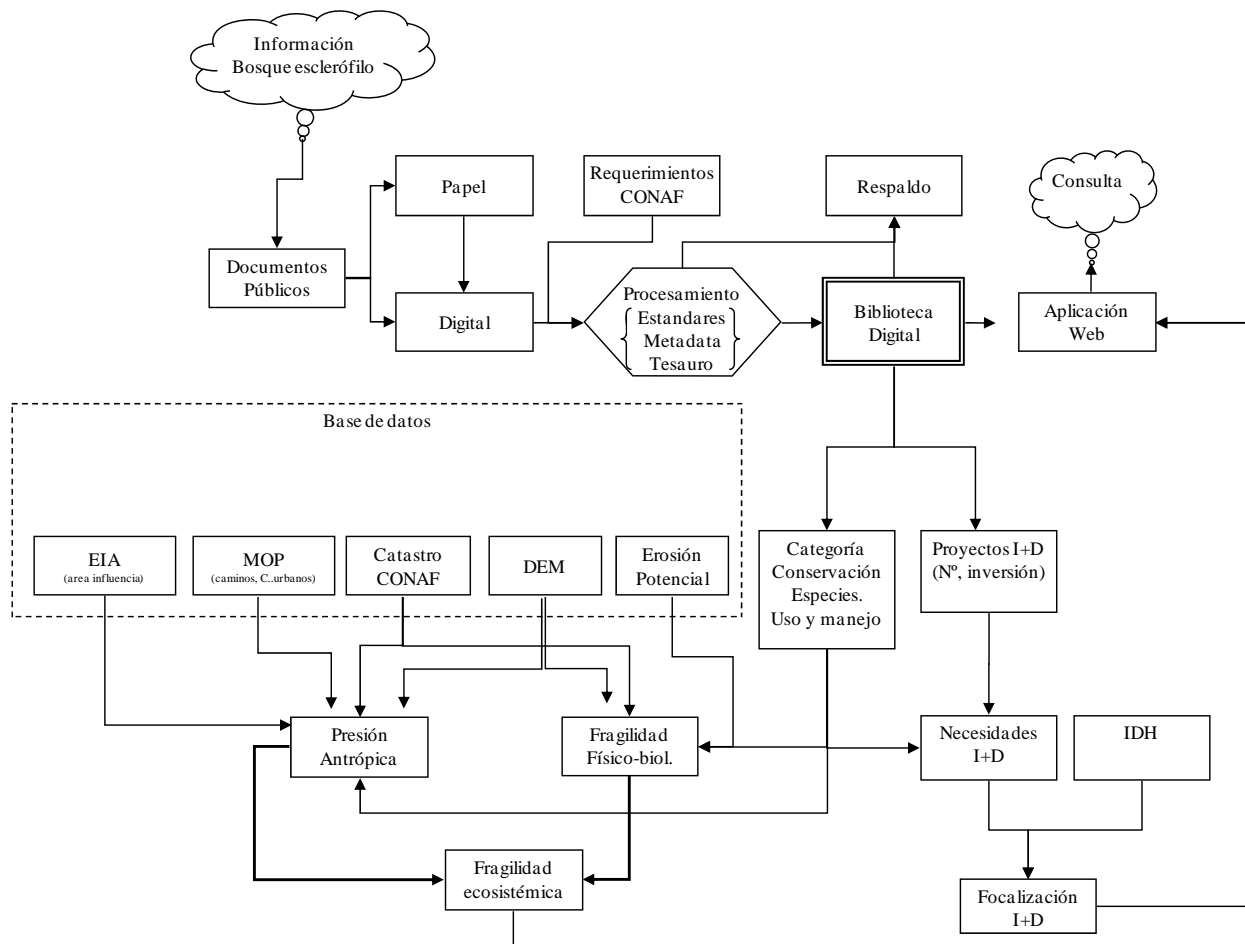 Información
Bosque esclerófilo
Papel
Requerimientos
CONAF
Respaldo
Consulta
Documentos
Públicos
Digital
Procesamiento
Estandares
Metadata
Tesauro
Biblioteca
Digital
Aplicación
Web
Base de datos
EIA
(area influencia)
MOP
(caminos, C..urbanos)
Catastro
CONAF
DEM
Erosión
Potencial
Categoría
Conservación
Especies.
Uso y manejo
Proyectos I+D
(Nº, inversión)
Presión
Antrópica
Fragilidad
Físico-biol.
Necesidades
I+D
IDH
Fragilidad
ecosistémica
Focalización
I+D